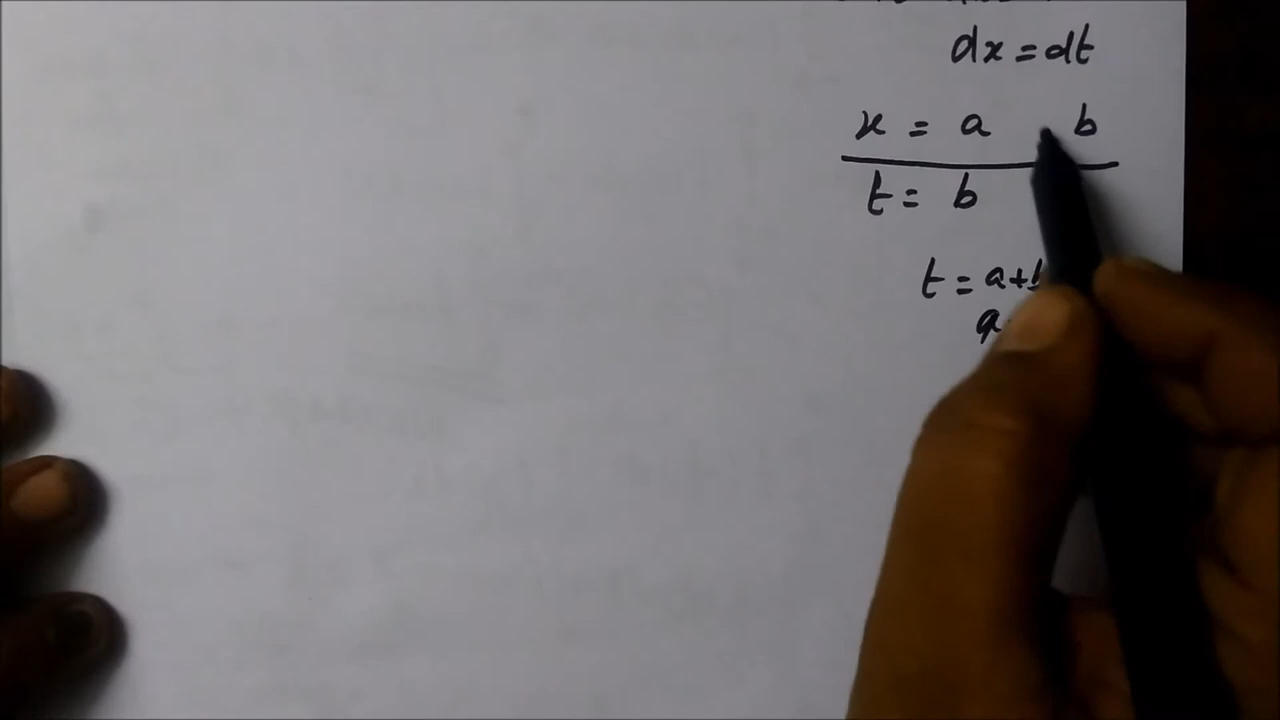 dx = dt
x = a b
t = b
t = a + b
a